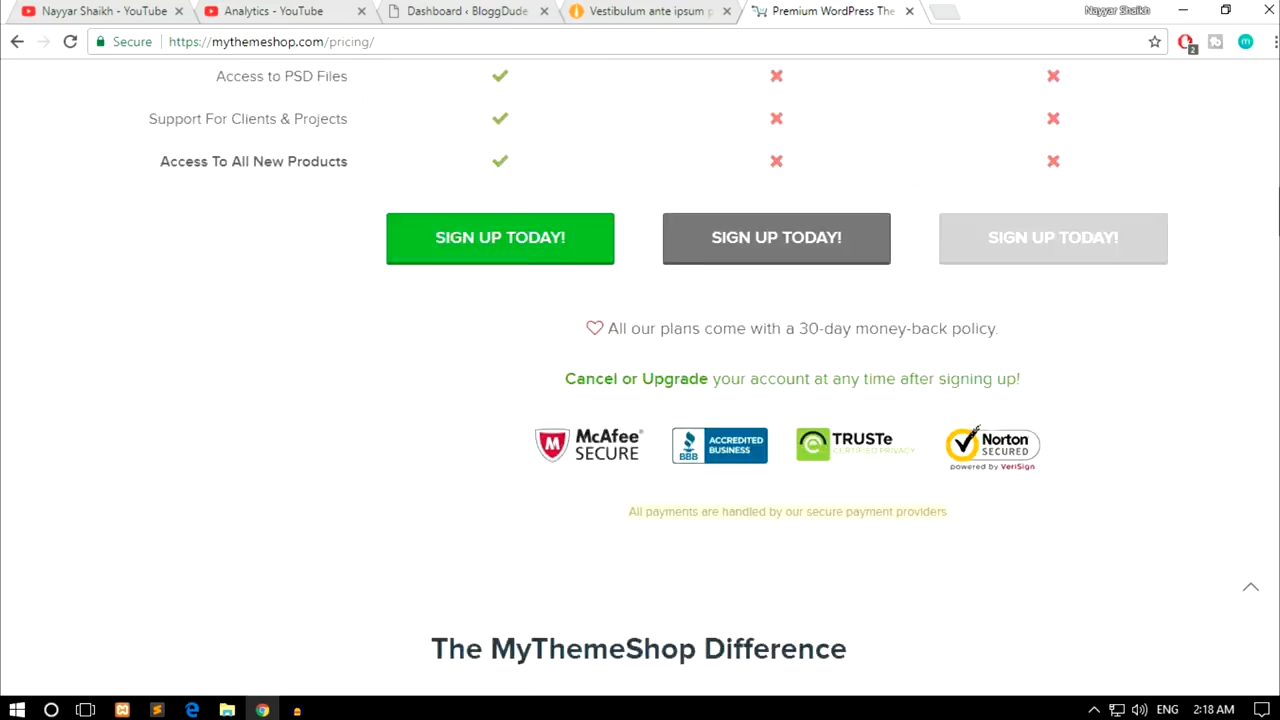 Nayyar Shaikh - YouTube
Analytics - YouTube
Dashboard ‹ BloggDude
Vestibulum ante ipsum p
Premium WordPress The
Nayyar Shaikh
Secure
https://mythemeshop.com/pricing/
2
m
Access to PSD Files
Support For Clients & Projects
Access To All New Products
SIGN UP TODAY!
SIGN UP TODAY!
SIGN UP TODAY!
All our plans come with a 30-day money-back policy.
Cancel or Upgrade your account at any time after signing up!
McAfee SECURE
BBB ACCREDITED BUSINESS
TRUSTe CERTIFIED PRIVACY
Norton SECURED
powered by VeriSign
All payments are handled by our secure payment providers
The MyThemeShop Difference
ENG
2:18 AM